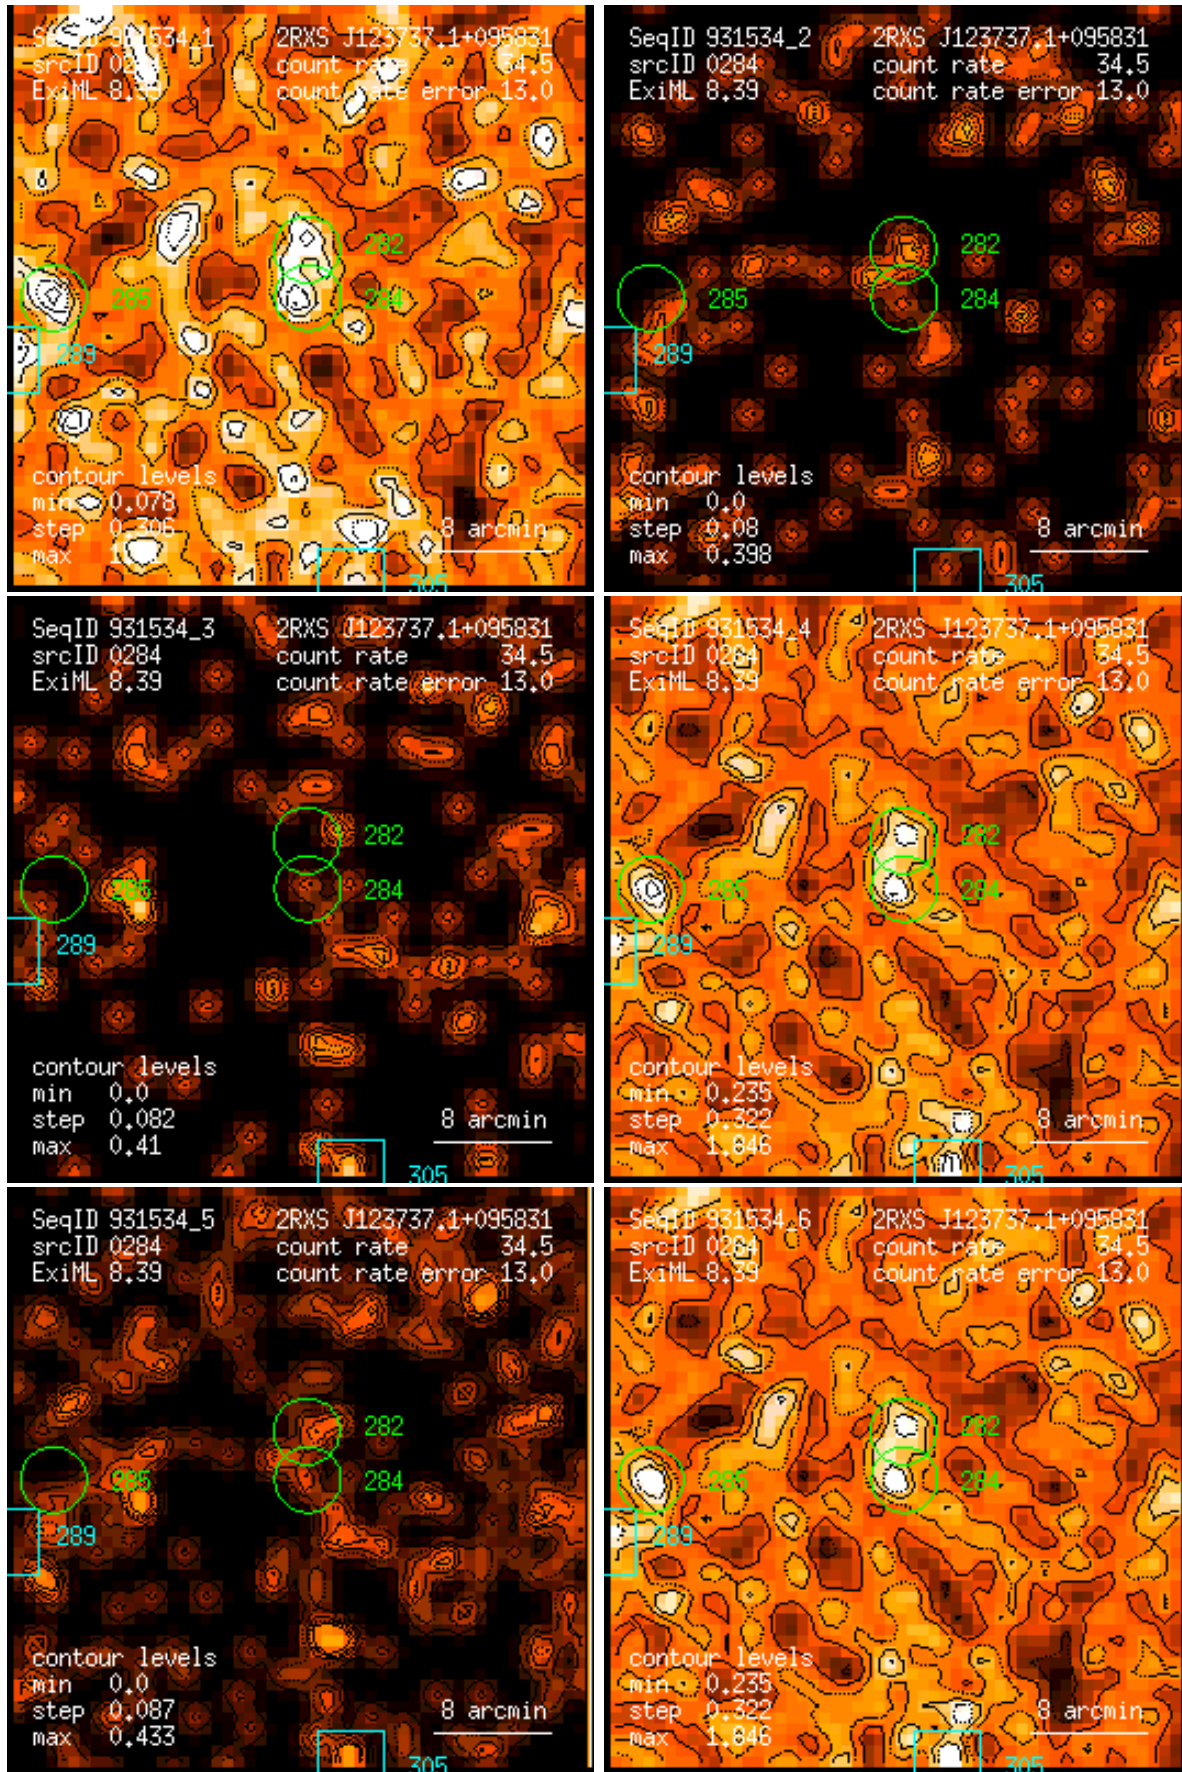 SeqID 931534_1 2RXS J123737.1+095831
srcID 0284 count rate 34.5
ExiML 8.39 count rate error 13.0
282
285 284
289
contour levels
min 0.078
step 0.306
max 8 arcmin
305
SeqID 931534_2 2RXS J123737.1+095831
srcID 0284 count rate 34.5
ExiML 8.39 count rate error 13.0
282
285 284
289
contour levels
min 0.0
step 0.08 8 arcmin
max 0.398
305
SeqID 931534_3 2RXS J123737.1+095831
srcID 0284 count rate 34.5
ExiML 8.39 count rate error 13.0
282
285 284
289
contour levels
min 0.0
step 0.082 8 arcmin
max 0.41
305
SeqID 931534_4 2RXS J123737.1+095831
srcID 0284 count rate 34.5
ExiML 8.39 count rate error 13.0
282
285 284
289
contour levels
min 0.235
step 0.322 8 arcmin
max 1.846
305
SeqID 931534_5 2RXS J123737.1+095831
srcID 0284 count rate 34.5
ExiML 8.39 count rate error 13.0
282
285 284
289
contour levels
min 0.0
step 0.087 8 arcmin
max 0.433
305
SeqID 931534_6 2RXS J123737.1+095831
srcID 0284 count rate 34.5
ExiML 8.39 count rate error 13.0
282
285 284
289
contour levels
min 0.235
step 0.322 8 arcmin
max 1.846
305